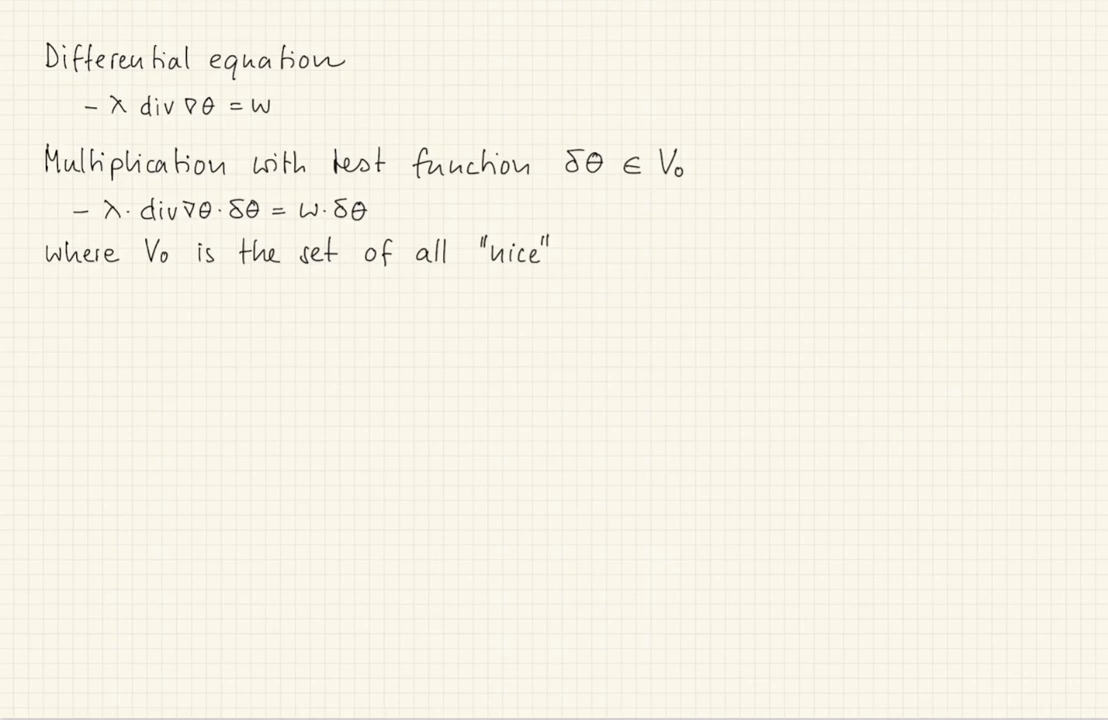 Differential equation
- λ div ∇θ = w
Multiplication with test function δθ ∈ V₀
- λ · div ∇θ · δθ = w · δθ
where V₀ is the set of all "nice"